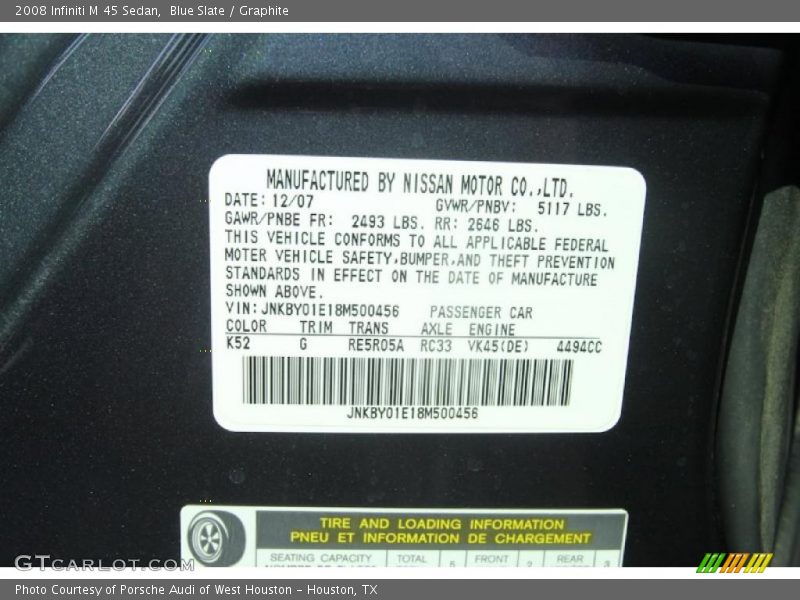 2008 Infiniti M 45 Sedan,  Blue Slate / Graphite
MANUFACTURED BY NISSAN MOTOR CO.,LTD.
DATE: 12/07 GVWR/PNBV: 5117 LBS.
GAWR/PNBE FR: 2493 LBS. RR: 2646 LBS.
THIS VEHICLE CONFORMS TO ALL APPLICABLE FEDERAL
MOTER VEHICLE SAFETY,BUMPER,AND THEFT PREVENTION
STANDARDS IN EFFECT ON THE DATE OF MANUFACTURE
SHOWN ABOVE.
VIN: JNKBY01E18M500456 PASSENGER CAR
COLOR TRIM TRANS AXLE ENGINE
K52 G RE5R05A RC33 VK45(DE) 4494CC
JNKBY01E18M500456
TIRE AND LOADING INFORMATION
PNEU ET INFORMATION DE CHARGEMENT
SEATING CAPACITY TOTAL FRONT REAR
GTCarLot.com
Photo Courtesy of Porsche Audi of West Houston - Houston, TX